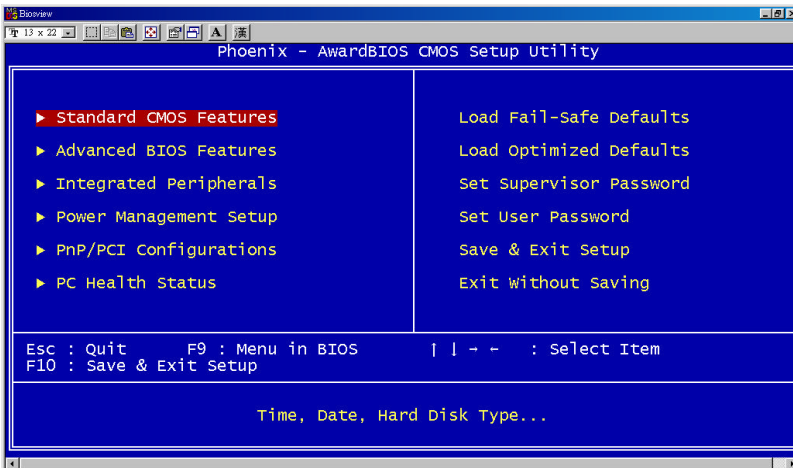 Biosview
13 x 22
A 漢
Phoenix - AwardBIOS CMOS Setup Utility
▶ Standard CMOS Features
▶ Advanced BIOS Features
▶ Integrated Peripherals
▶ Power Management Setup
▶ PnP/PCI Configurations
▶ PC Health Status
Load Fail-Safe Defaults
Load Optimized Defaults
Set Supervisor Password
Set User Password
Save & Exit Setup
Exit Without Saving
Esc : Quit F9 : Menu in BIOS ↑ ↓ → ← : Select Item
F10 : Save & Exit Setup
Time, Date, Hard Disk Type...